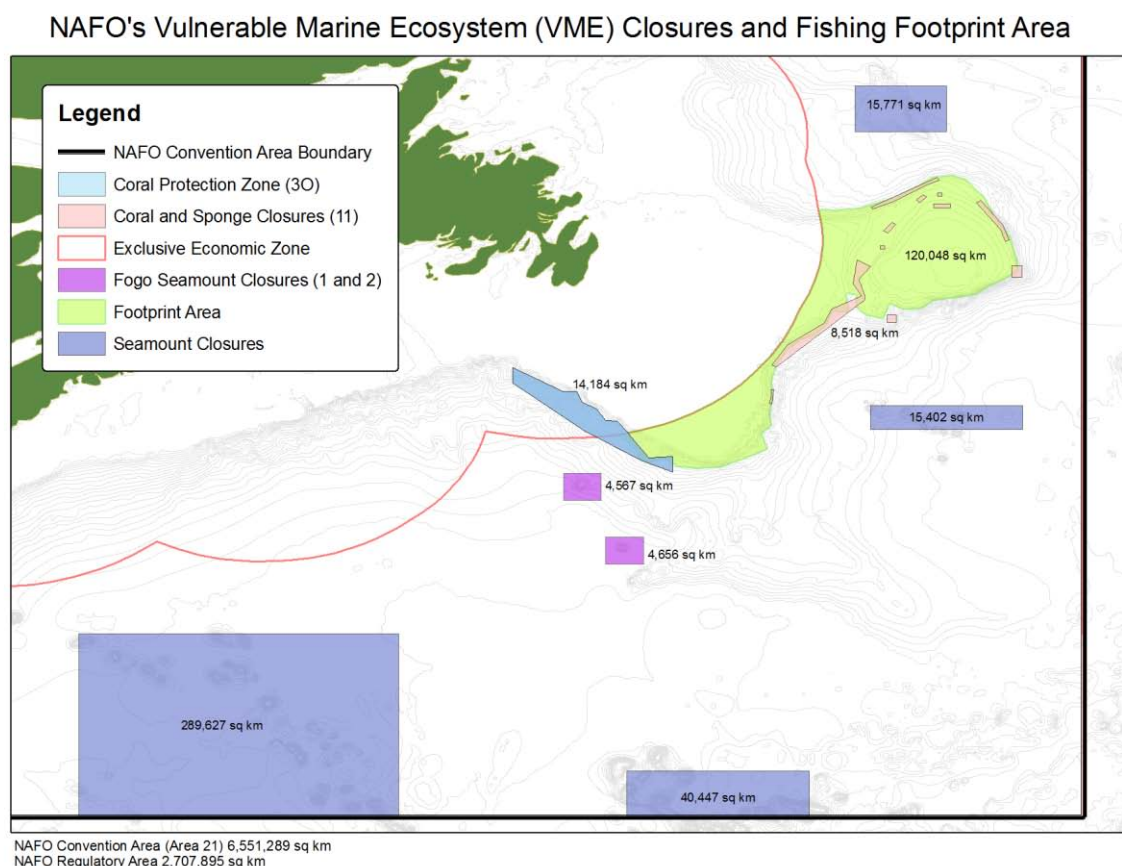 NAFO's Vulnerable Marine Ecosystem (VME) Closures and Fishing Footprint Area
Legend
NAFO Convention Area Boundary
Coral Protection Zone (3O)
Coral and Sponge Closures (11)
Exclusive Economic Zone
Fogo Seamount Closures (1 and 2)
Footprint Area
Seamount Closures
15,771 sq km
120,048 sq km
8,518 sq km
14,184 sq km
15,402 sq km
4,567 sq km
4,656 sq km
289,627 sq km
40,447 sq km
NAFO Convention Area (Area 21) 6,551,289 sq km
NAFO Regulatory Area 2,707,895 sq km